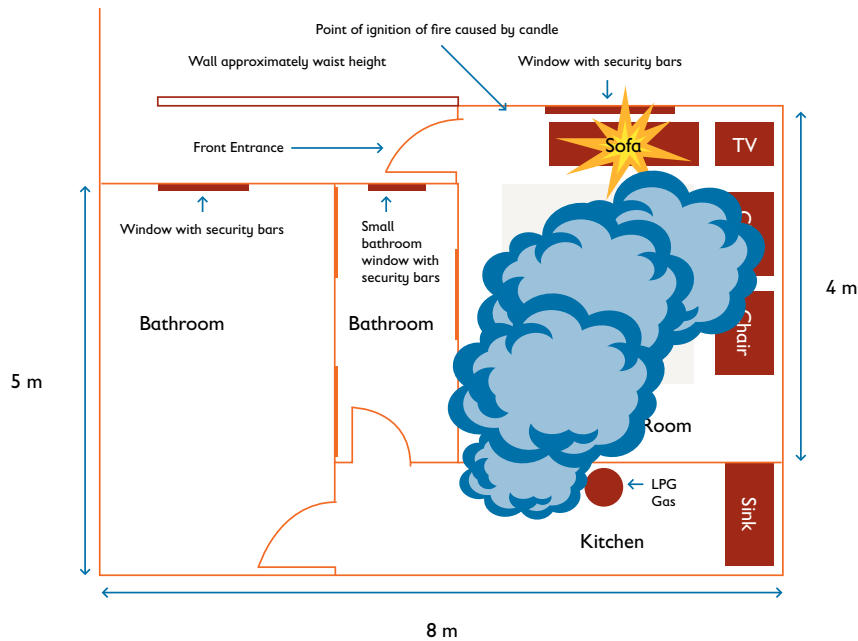 Point of ignition of fire caused by candle
Wall approximately waist height
Window with security bars
Front Entrance
Sofa
TV
Window with security bars
Small
bathroom
window with
security bars
Bathroom
Bathroom
Chair
4 m
5 m
Room
LPG
Gas
Sink
Kitchen
8 m